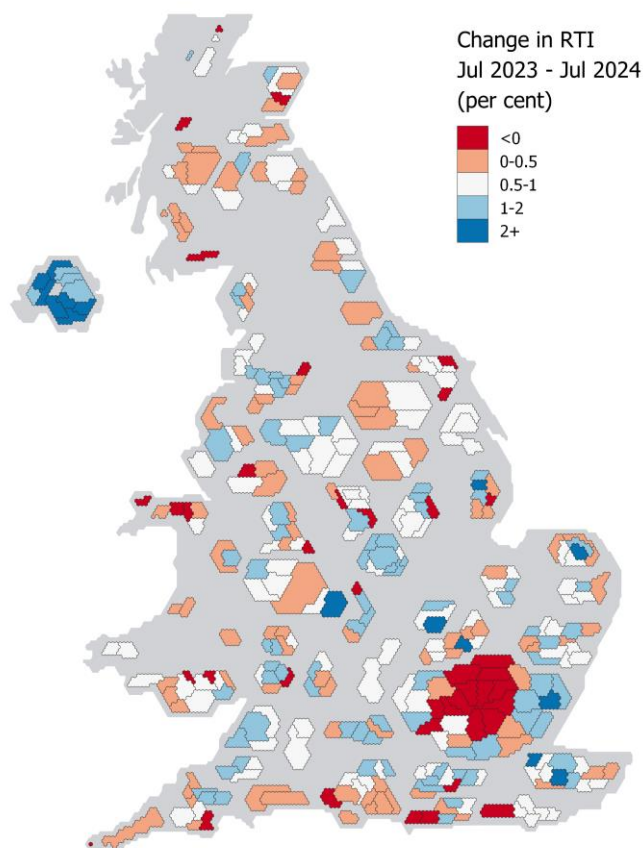 Change in RTI
Jul 2023 - Jul 2024
(per cent)
<0
0-0.5
0.5-1
1-2
2+